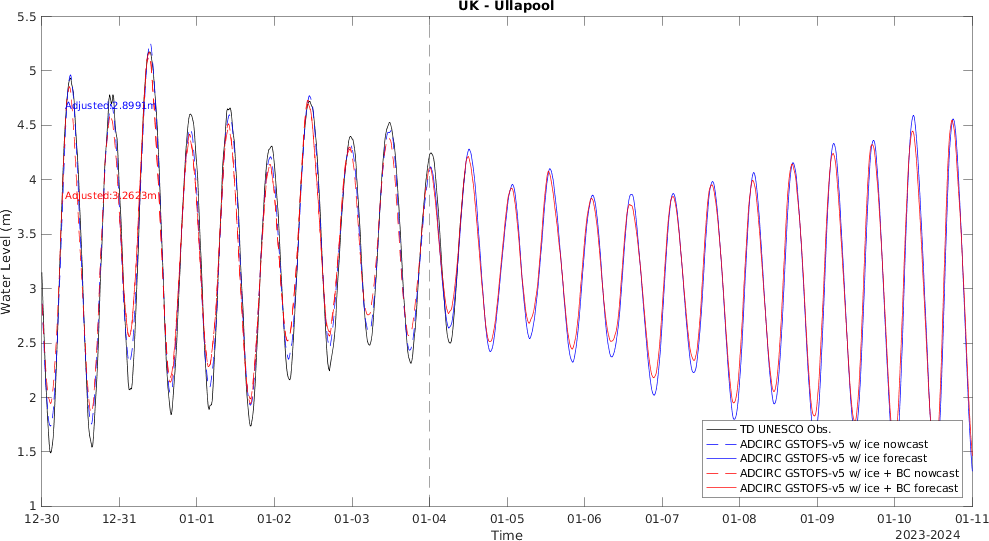 UK - Ullapool
5.5
5
4.5
4
3.5
3
2.5
2
1.5
1
Water Level (m)
Adjusted:2.8991m
Adjusted:3.2623m
TD UNESCO Obs.
ADCIRC GSTOFS-v5 w/ ice nowcast
ADCIRC GSTOFS-v5 w/ ice forecast
ADCIRC GSTOFS-v5 w/ ice + BC nowcast
ADCIRC GSTOFS-v5 w/ ice + BC forecast
12-30 12-31 01-01 01-02 01-03 01-04 01-05 01-06 01-07 01-08 01-09 01-10 01-11
Time
2023-2024